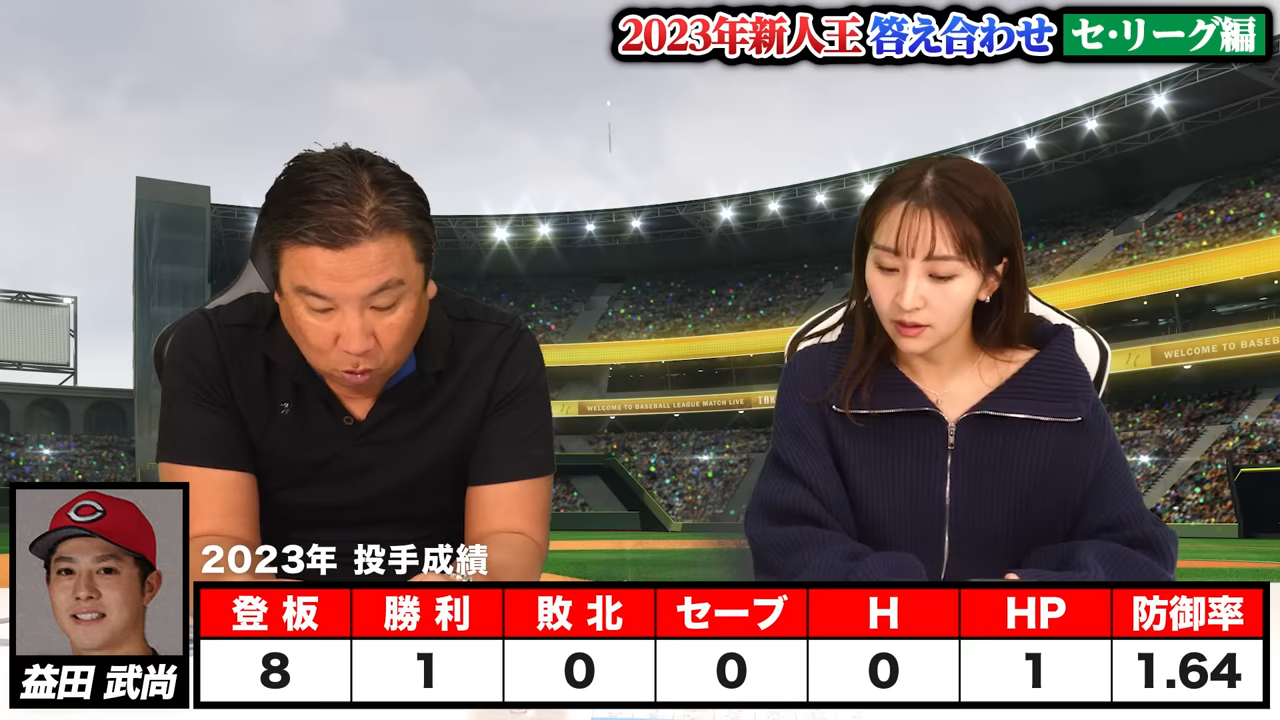 2023年新人王 答え合わせ セ・リーグ編
WELCOME TO BASEB
WELCOME TO BASEBALL LEAGUE MATCH LIVE
2023年 投手成績
登板 勝利 敗北 セーブ H HP 防御率
8 1 0 0 0 1 1.64
益田 武尚